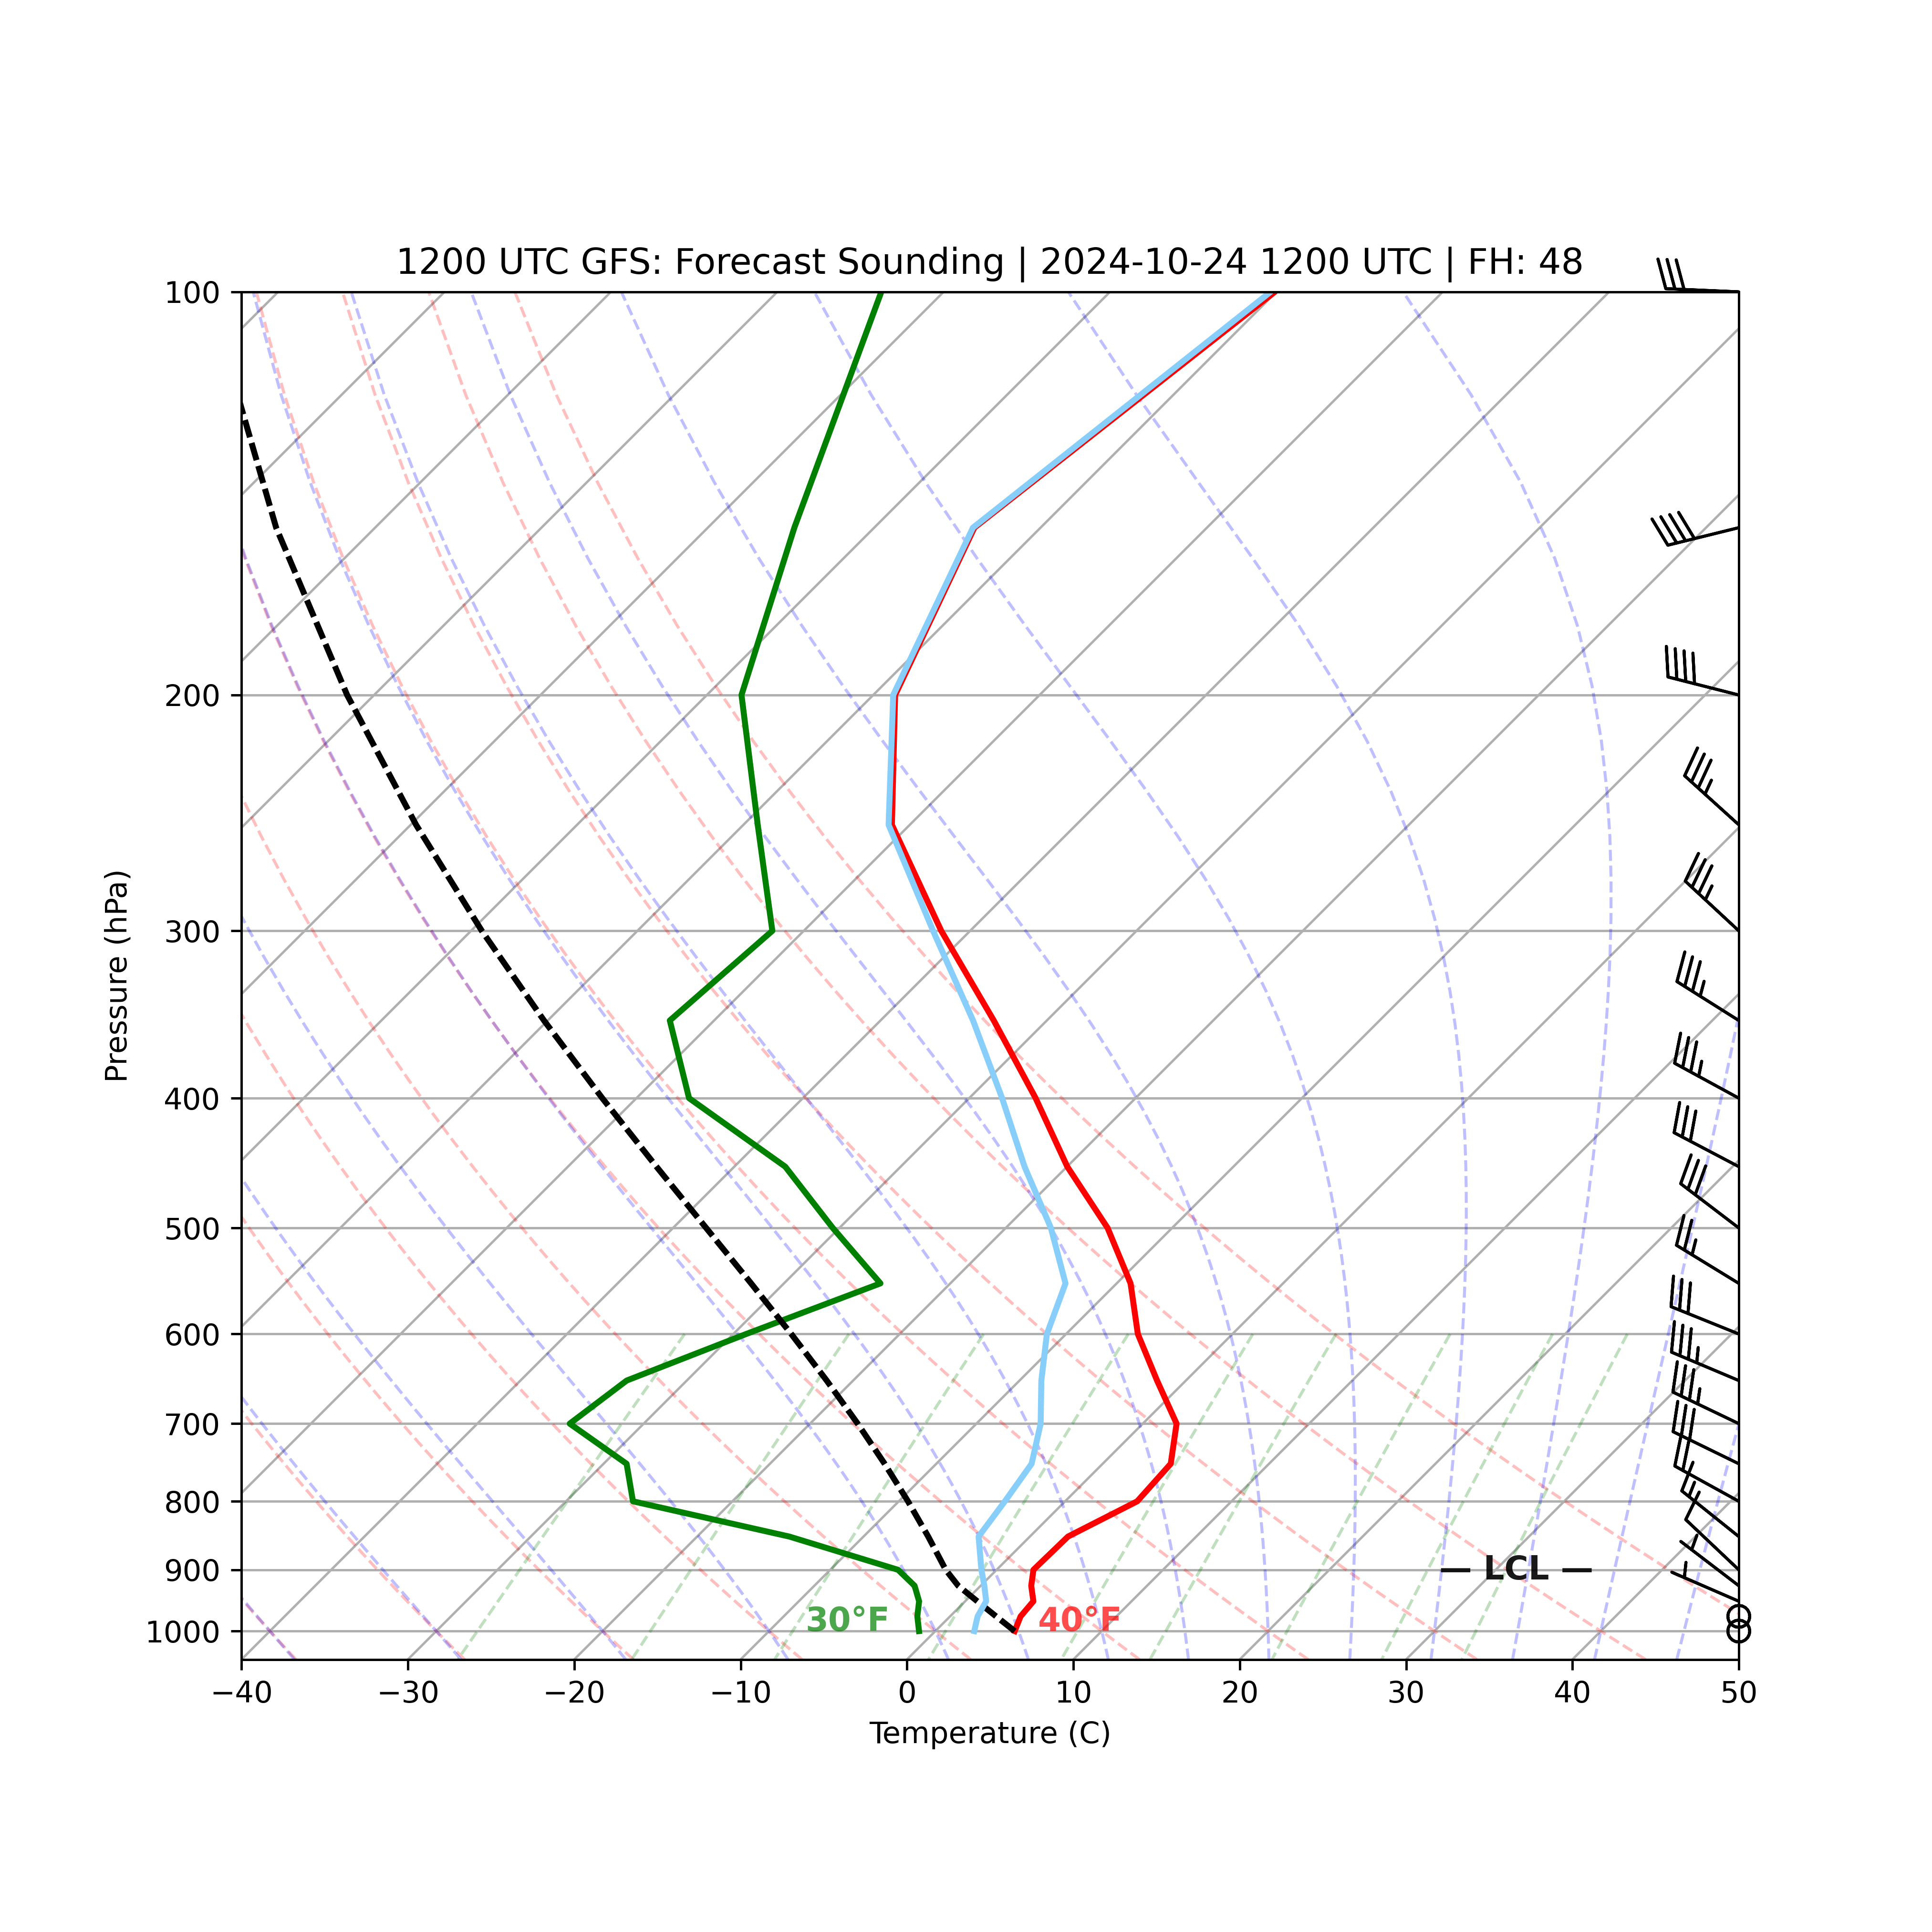 1200 UTC GFS: Forecast Sounding | 2024-10-24 1200 UTC | FH: 48
100
200
300
400
500
600
700
800
900
1000
Pressure (hPa)
— LCL —
30°F
40°F
−40 −30 −20 −10 0 10 20 30 40 50
Temperature (C)